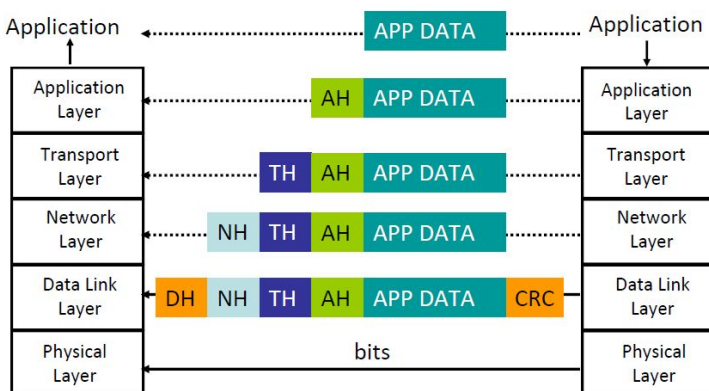 Application
APP DATA
Application
Application
Layer
AH APP DATA
Application
Layer
Transport
Layer
TH AH APP DATA
Transport
Layer
Network
Layer
NH TH AH APP DATA
Network
Layer
Data Link
Layer
DH NH TH AH APP DATA CRC
Data Link
Layer
Physical
Layer
bits
Physical
Layer